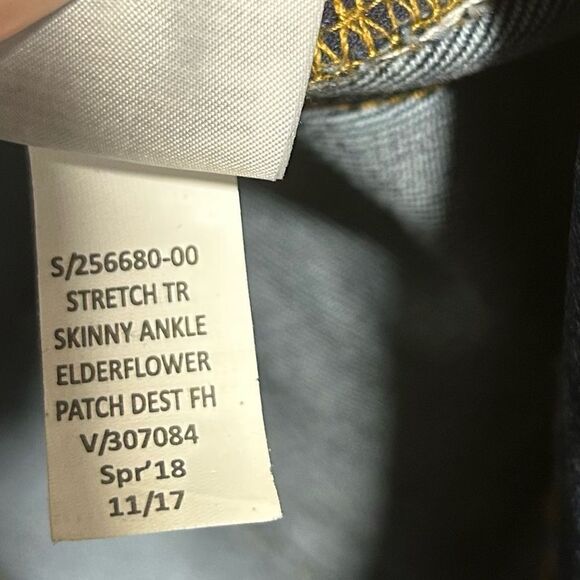 S/256680-00
STRETCH TR
SKINNY ANKLE
ELDERFLOWER
PATCH DEST FH
V/307084
Spr'18
11/17